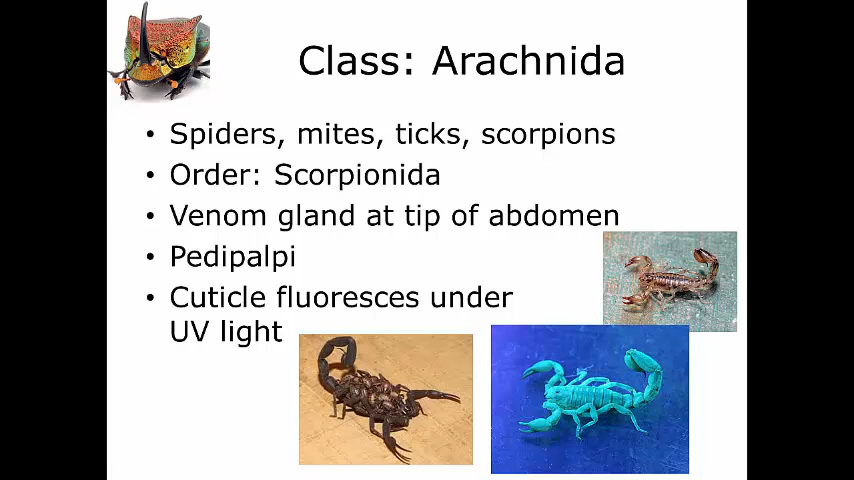 Class: Arachnida
• Spiders, mites, ticks, scorpions
• Order: Scorpionida
• Venom gland at tip of abdomen
• Pedipalpi
• Cuticle fluoresces under
UV light